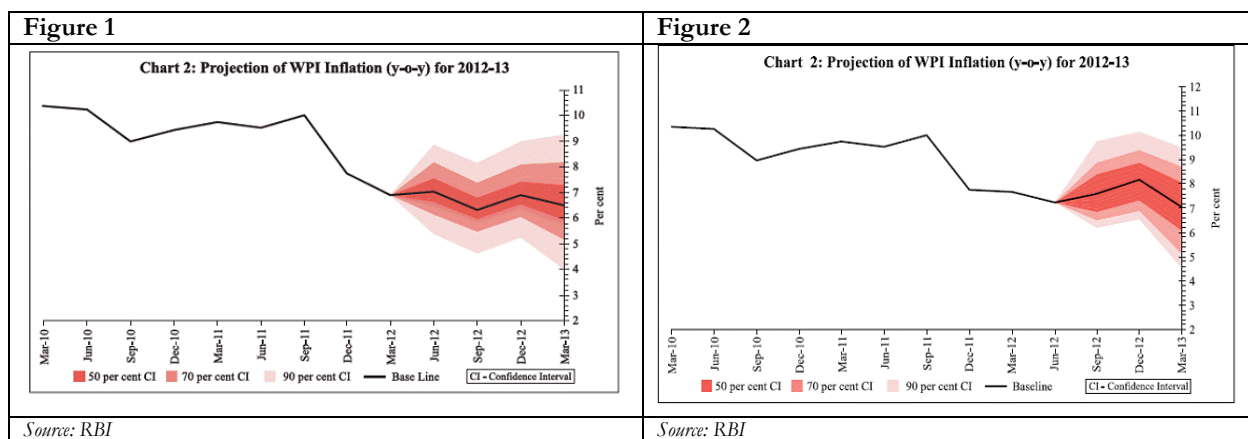 Figure 1
Chart 2: Projection of WPI Inflation (y-o-y) for 2012-13
11
10
9
8
7
6
5
4
3
2
Per cent
Mar-10
Jun-10
Sep-10
Dec-10
Mar-11
Jun-11
Sep-11
Dec-11
Mar-12
Jun-12
Sep-12
Dec-12
Mar-13
50 per cent CI 70 per cent CI 90 per cent CI Base Line CI - Confidence Interval
Source: RBI
Figure 2
Chart 2: Projection of WPI Inflation (y-o-y) for 2012-13
12
11
10
9
8
7
6
5
4
3
2
Per cent
Mar-10
Jun-10
Sep-10
Dec-10
Mar-11
Jun-11
Sep-11
Dec-11
Mar-12
Jun-12
Sep-12
Dec-12
Mar-13
50 per cent CI 70 per cent CI 90 per cent CI Baseline CI - Confidence Interval
Source: RBI